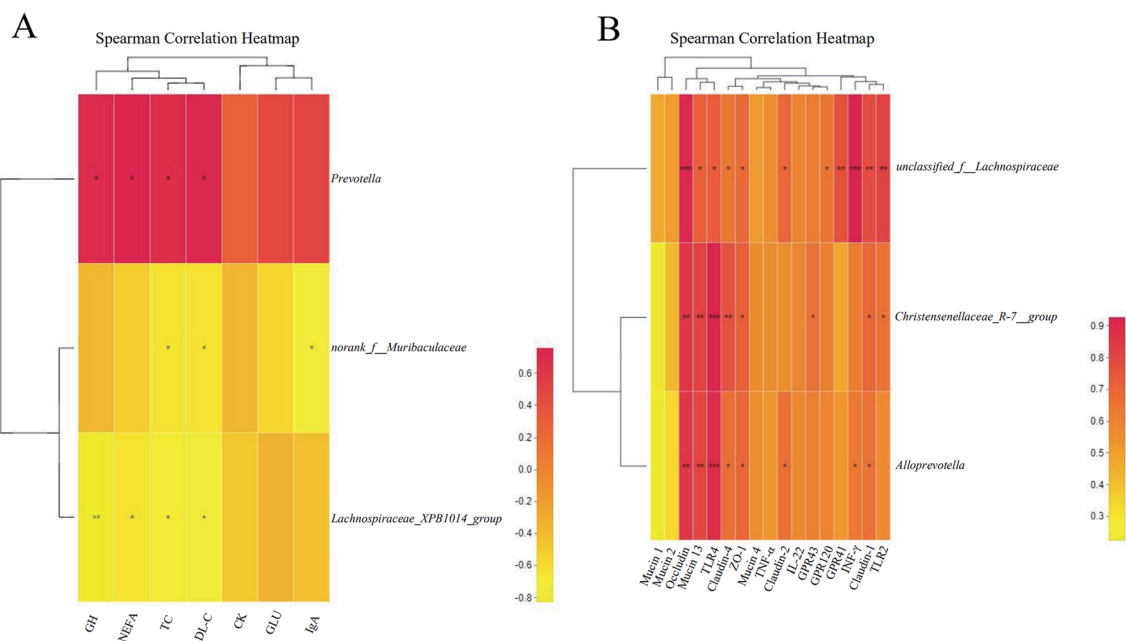 A
Spearman Correlation Heatmap
* * * *
Prevotella
* * *
norank_f__Muribaculaceae
** * * *
Lachnospiraceae_XPB1014_group
GH NEFA TC DL-C CK GLU IgA
0.6
0.4
0.2
0.0
-0.2
-0.4
-0.6
-0.8
B
Spearman Correlation Heatmap
*** * * * * * * ** *** ** **
unclassified_f__Lachnospiraceae
** ** *** ** * * * *
Christensenellaceae_R-7__group
** ** *** * * * * *
Alloprevotella
Mucin 1 Mucin 2 Occludin Mucin 13 TLR4 Claudin-4 ZO-1 Mucin 4 TNF-α Claudin-2 IL-22 GPR43 GPR120 GPR41 INF-γ Claudin-1 TLR2
0.9
0.8
0.7
0.6
0.5
0.4
0.3